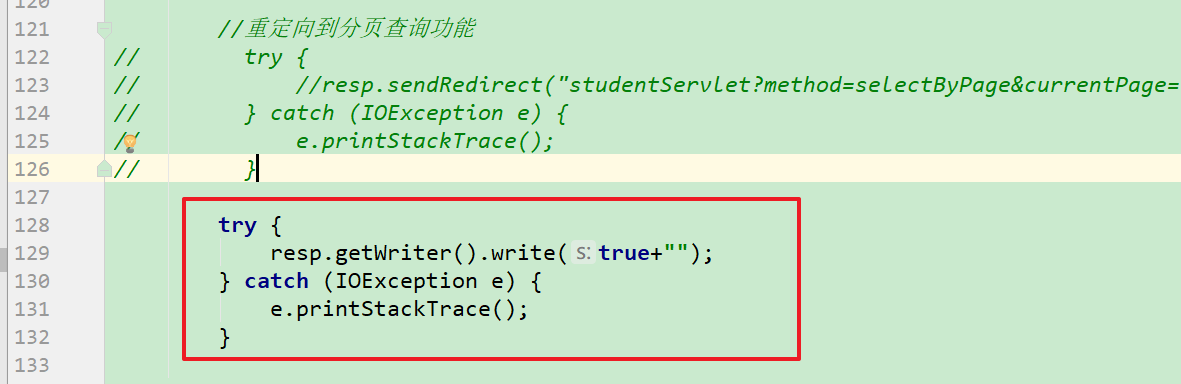 120
121 //重定向到分页查询功能
122 // try {
123 // //resp.sendRedirect("studentServlet?method=selectByPage&currentPage=
124 // } catch (IOException e) {
125 // e.printStackTrace();
126 // }
127
128 try {
129 resp.getWriter().write( s: true+"");
130 } catch (IOException e) {
131 e.printStackTrace();
132 }
133